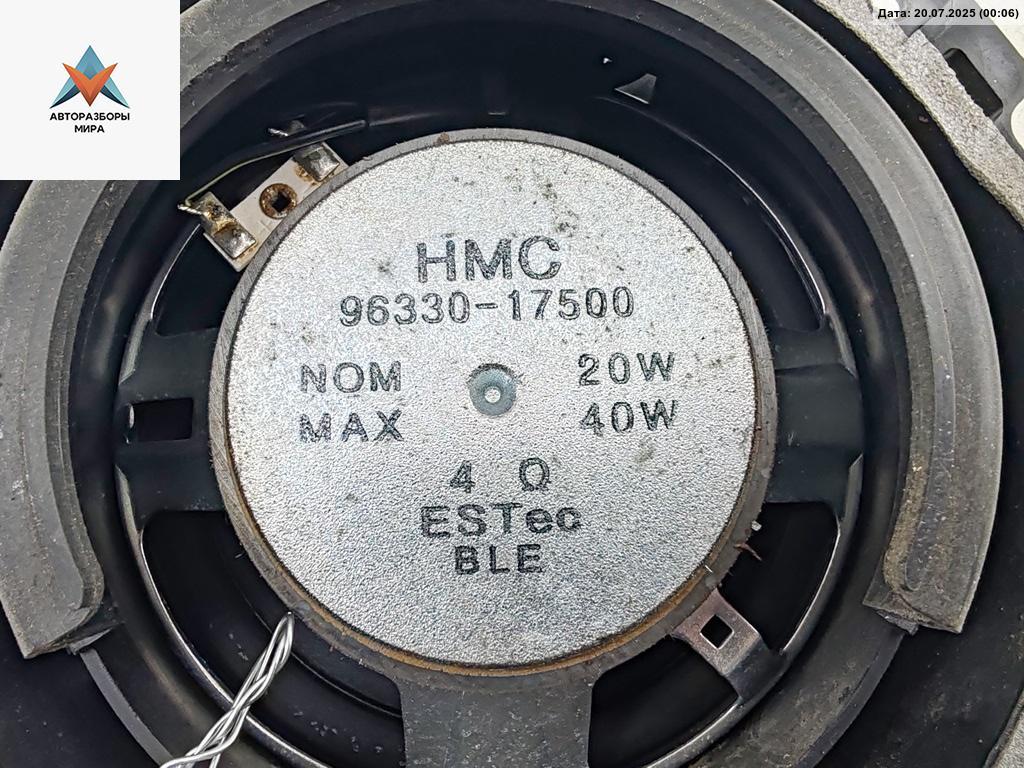 Дата: 20.07.2025 (00:06)
АВТОРАЗБОРЫ
МИРА
HMC
96330-17500
NOM 20W
MAX 40W
4 Ω
ESTec
BLE